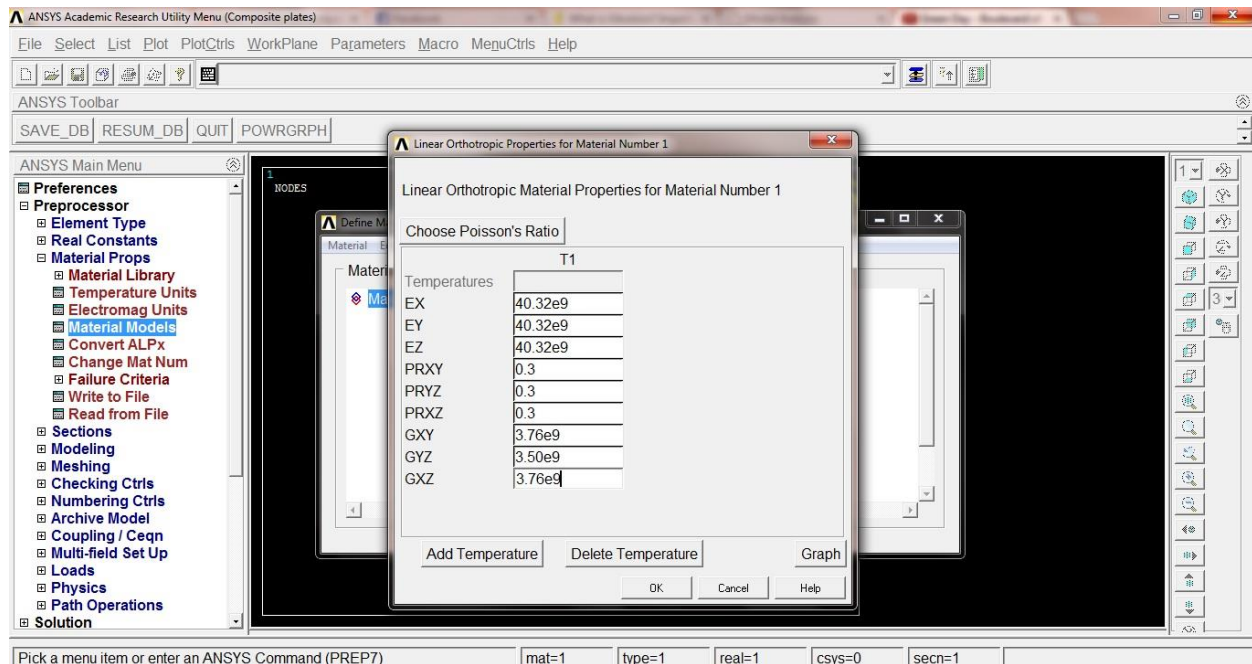 ANSYS Academic Research Utility Menu (Composite plates)
File Select List Plot PlotCtrls WorkPlane Parameters Macro MenuCtrls Help
ANSYS Toolbar
SAVE_DB RESUM_DB QUIT POWRGRPH
ANSYS Main Menu
Preferences
Preprocessor
Element Type
Real Constants
Material Props
Material Library
Temperature Units
Electromag Units
Material Models
Convert ALPx
Change Mat Num
Failure Criteria
Write to File
Read from File
Sections
Modeling
Meshing
Checking Ctrls
Numbering Ctrls
Archive Model
Coupling / Ceqn
Multi-field Set Up
Loads
Physics
Path Operations
Solution
1
NODES
Define M
Material E
Materi
Ma
Linear Orthotropic Properties for Material Number 1
Linear Orthotropic Material Properties for Material Number 1
Choose Poisson's Ratio
T1
Temperatures
EX 40.32e9
EY 40.32e9
EZ 40.32e9
PRXY 0.3
PRYZ 0.3
PRXZ 0.3
GXY 3.76e9
GYZ 3.50e9
GXZ 3.76e9
Add Temperature Delete Temperature Graph
OK Cancel Help
1
3
Pick a menu item or enter an ANSYS Command (PREP7) mat=1 type=1 real=1 csys=0 secn=1